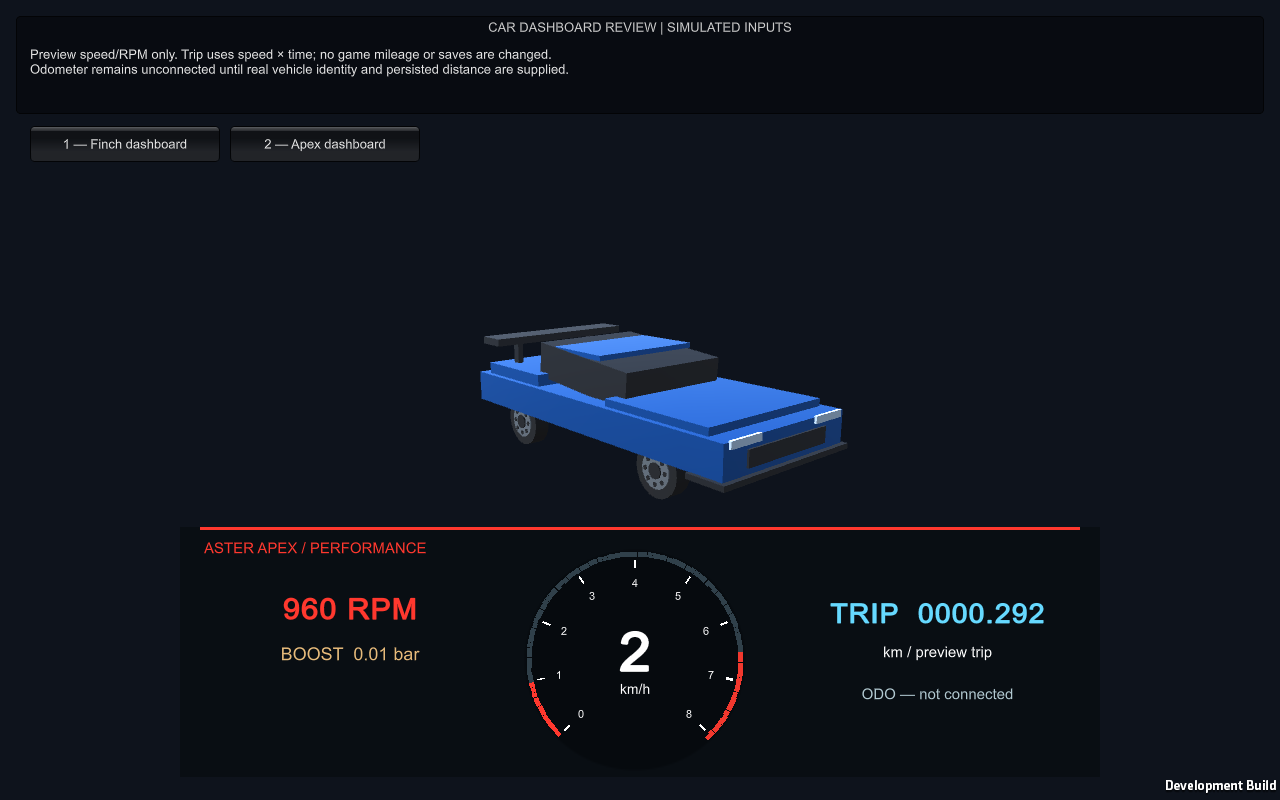 CAR DASHBOARD REVIEW | SIMULATED INPUTS
Preview speed/RPM only. Trip uses speed × time; no game mileage or saves are changed.
Odometer remains unconnected until real vehicle identity and persisted distance are supplied.
1 — Finch dashboard
2 — Apex dashboard
ASTER APEX / PERFORMANCE
960 RPM
BOOST 0.01 bar
0
1
2
3
4
5
6
7
8
2
km/h
TRIP 0000.292
km / preview trip
ODO — not connected
Development Build